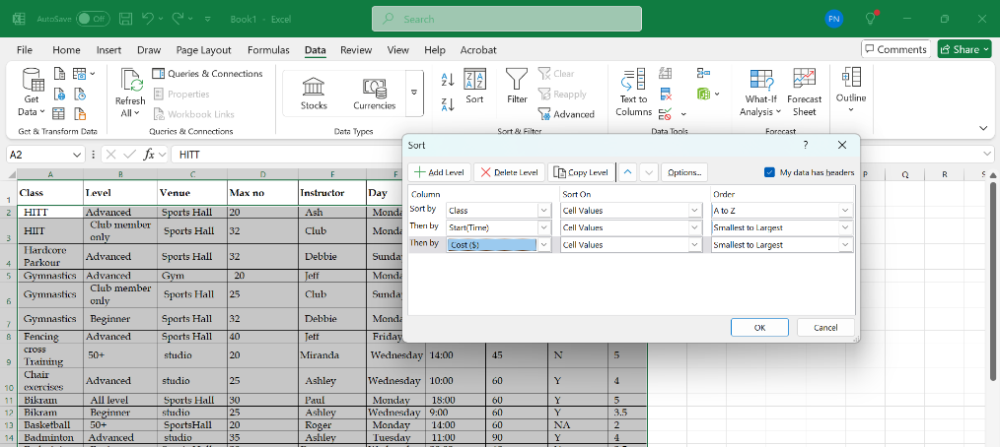 AutoSave Off Book1 - Excel Search PN
File Home Insert Draw Page Layout Formulas Data Review View Help Acrobat Comments Share
Get Data
Refresh All
Queries & Connections
Properties
Workbook Links
Stocks
Currencies
Sort
Filter
Clear
Reapply
Advanced
Text to Columns
What-If Analysis
Forecast Sheet
Outline
Get & Transform Data Queries & Connections Data Types Sort & Filter Data Tools Forecast
A2 fx HITT
Sort ?
Add Level Delete Level Copy Level Options... My data has headers
Column Sort On Order
Sort by Class Cell Values A to Z
Then by Start(Time) Cell Values Smallest to Largest
Then by Cost ($) Cell Values Smallest to Largest
OK Cancel
A B C D E F P Q R S
1 Class Level Venue Max no Instructor Day
2 HITT Advanced Sports Hall 20 Ash Monda
3 HIIT Club member only Sports Hall 32 Club Monda
4 Hardcore Parkour Advanced Sports Hall 32 Debbie Sunda
5 Gymnastics Advanced Gym 20 Jeff Monda
6 Gymnastics Club member only Sports Hall 25 Club Sunda
7 Gymnastics Beginner Sports Hall 32 Debbie Monda
8 Fencing Advanced Sports Hall 40 Jeff Friday
9 cross Training 50+ studio 20 Miranda Wednesday 14:00 45 N 5
10 Chair exercises Advanced studio 25 Ashley Wednesday 10:00 60 Y 4
11 Bikram All level Sports Hall 30 Paul Monday 18:00 60 Y 5
12 Bikram Beginner studio 25 Ashley Wednesday 9:00 60 Y 3.5
13 Basketball 50+ SportsHall 20 Roger Monday 14:00 60 NA 2
14 Badminton Advanced studio 35 Ashley Tuesday 11:00 90 Y 4